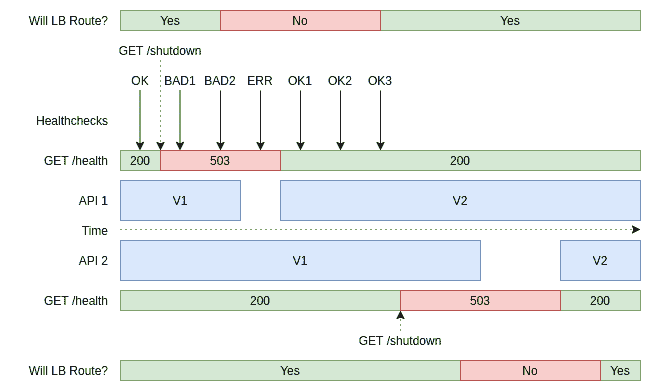 Will LB Route? Yes No Yes
GET /shutdown
OK BAD1 BAD2 ERR OK1 OK2 OK3
Healthchecks
GET /health 200 503 200
API 1 V1 V2
Time
API 2 V1 V2
GET /health 200 503 200
GET /shutdown
Will LB Route? Yes No Yes